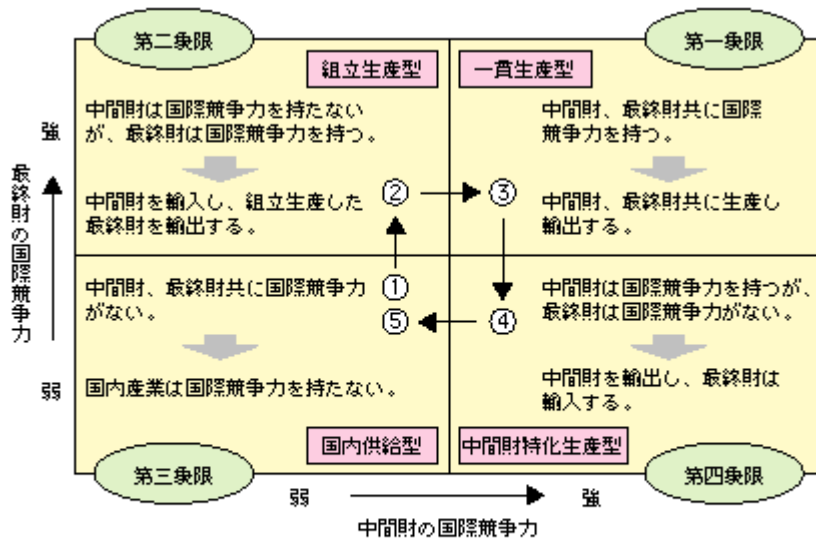 第二象限
第一象限
組立生産型
一貫生産型
中間財は国際競争力を持たない
が、最終財は国際競争力を持つ。
中間財を輸入し、組立生産した
最終財を輸出する。
中間財、最終財共に国際
競争力を持つ。
中間財、最終財共に生産し
輸出する。
②
③
強
最終財の国際競争力
弱
中間財、最終財共に国際競争力
がない。
国内産業は国際競争力を持たない。
①
⑤
④
中間財は国際競争力を持つが、
最終財は国際競争力がない。
中間財を輸出し、最終財は
輸入する。
国内供給型
中間財特化生産型
第三象限
第四象限
弱
強
中間財の国際競争力